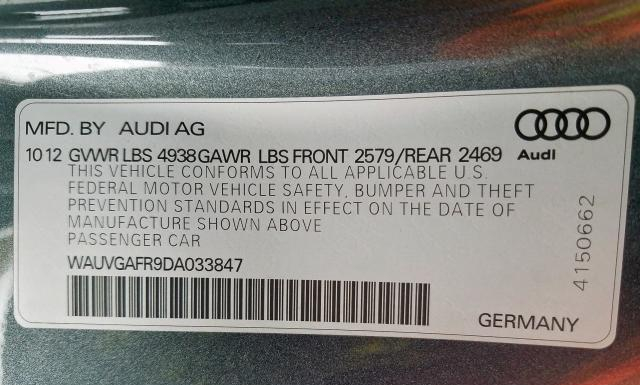 MFD. BY AUDI AG
10 12 GVWR LBS 4938 GAWR LBS FRONT 2579/REAR 2469
Audi
THIS VEHICLE CONFORMS TO ALL APPLICABLE U.S.
FEDERAL MOTOR VEHICLE SAFETY, BUMPER AND THEFT
PREVENTION STANDARDS IN EFFECT ON THE DATE OF
MANUFACTURE SHOWN ABOVE
PASSENGER CAR
WAUVGAFR9DA033847
4150662
GERMANY